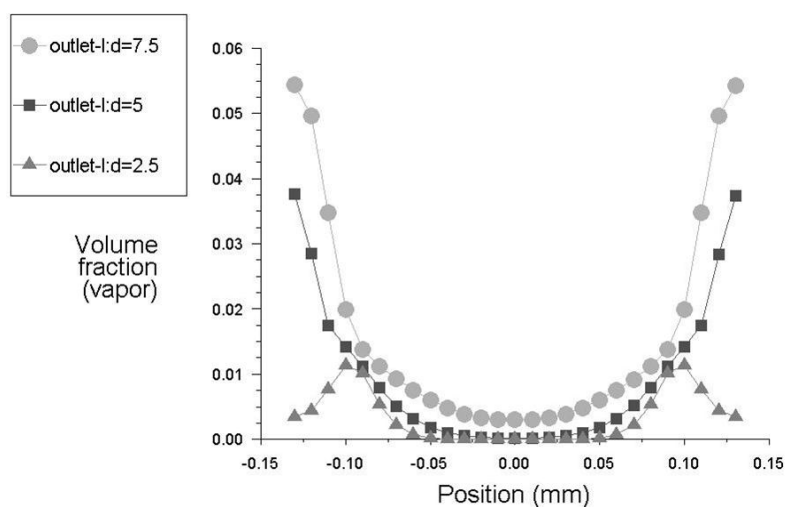 outlet-l:d=7.5
outlet-l:d=5
outlet-l:d=2.5
Volume
fraction
(vapor)
0.06
0.05
0.04
0.03
0.02
0.01
0.00
-0.15
-0.10
-0.05
0.00
0.05
0.10
0.15
Position (mm)